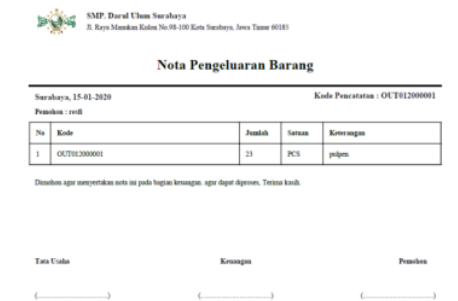 SMP. Darul Ulum Surabaya
Jl. Raya Manukan Kulon No.98-100 Kota Surabaya, Jawa Timur 60185
Nota Pengeluaran Barang
Surabaya, 15-01-2020 Kode Pencatatan : OUT012000001
Pemohon : resfi
No Kode Jumlah Satuan Keterangan
1 OUT012000001 23 PCS pulpen
Dimohon agar menyertakan nota ini pada bagian keuangan. agar dapat diproses, Terima kasih.
Tata Usaha Keuangan Pemohon
(..............................) (..............................) (..............................)